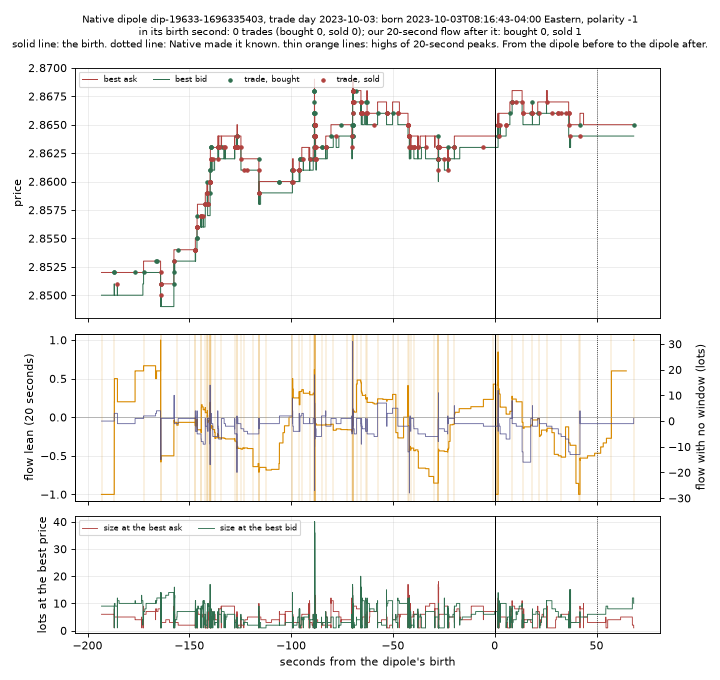 Native dipole dip-19633-1696335403, trade day 2023-10-03: born 2023-10-03T08:16:43-04:00 Eastern, polarity -1
in its birth second: 0 trades (bought 0, sold 0); our 20-second flow after it: bought 0, sold 1
solid line: the birth. dotted line: Native made it known. thin orange lines: highs of 20-second peaks. From the dipole before to the dipole after.
best ask
best bid
trade, bought
trade, sold
2.8700
2.8675
2.8650
2.8625
2.8600
2.8575
2.8550
2.8525
2.8500
price
1.0
0.5
0.0
−0.5
−1.0
flow lean (20 seconds)
30
20
10
0
−10
−20
−30
flow with no window (lots)
size at the best ask
size at the best bid
40
30
20
10
0
lots at the best price
−200
−150
−100
−50
0
50
seconds from the dipole's birth